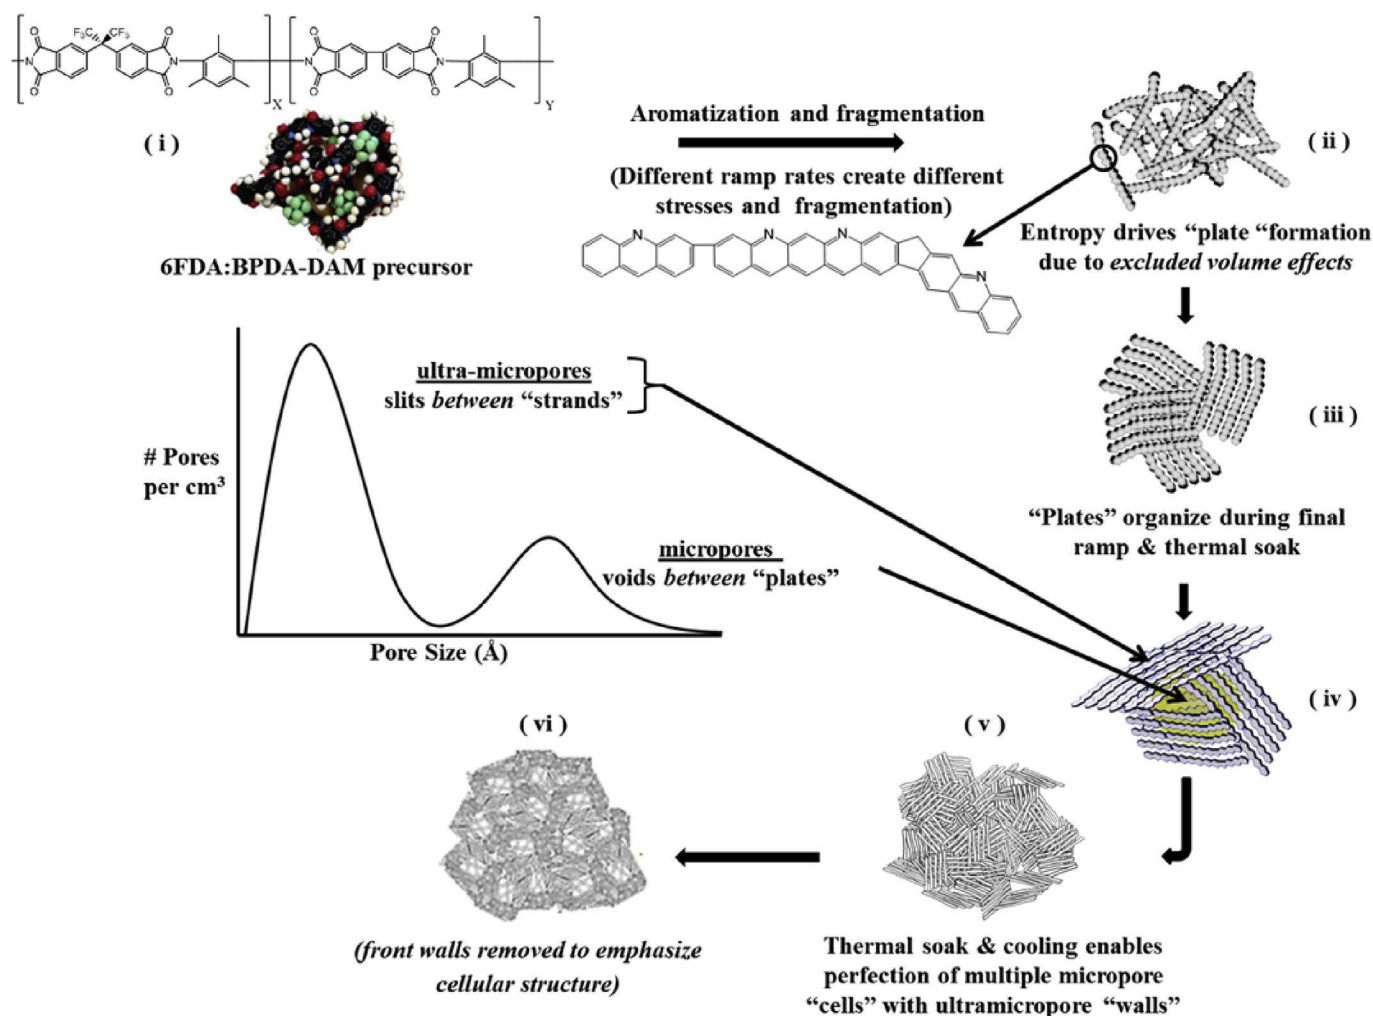 F₃C CF₃
O O O O O O O O
N N N N
X Y
( i )
6FDA:BPDA-DAM precursor
Aromatization and fragmentation
(Different ramp rates create different
stresses and fragmentation)
N N N N
( ii )
Entropy drives “plate “formation
due to excluded volume effects
( iii )
“Plates” organize during final
ramp & thermal soak
ultra-micropores
slits between “strands”
# Pores
per cm³
micropores
voids between “plates”
Pore Size (Å)
( iv )
( v )
Thermal soak & cooling enables
perfection of multiple micropore
“cells” with ultramicropore “walls”
( vi )
(front walls removed to emphasize
cellular structure)